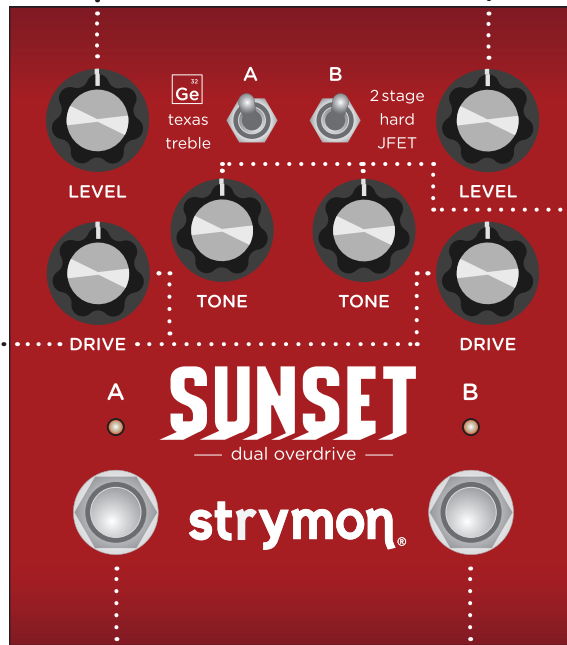 A B
32
Ge
texas
treble
2 stage
hard
JFET
LEVEL LEVEL
TONE TONE
DRIVE DRIVE
A B
SUNSET
dual overdrive
strymon®